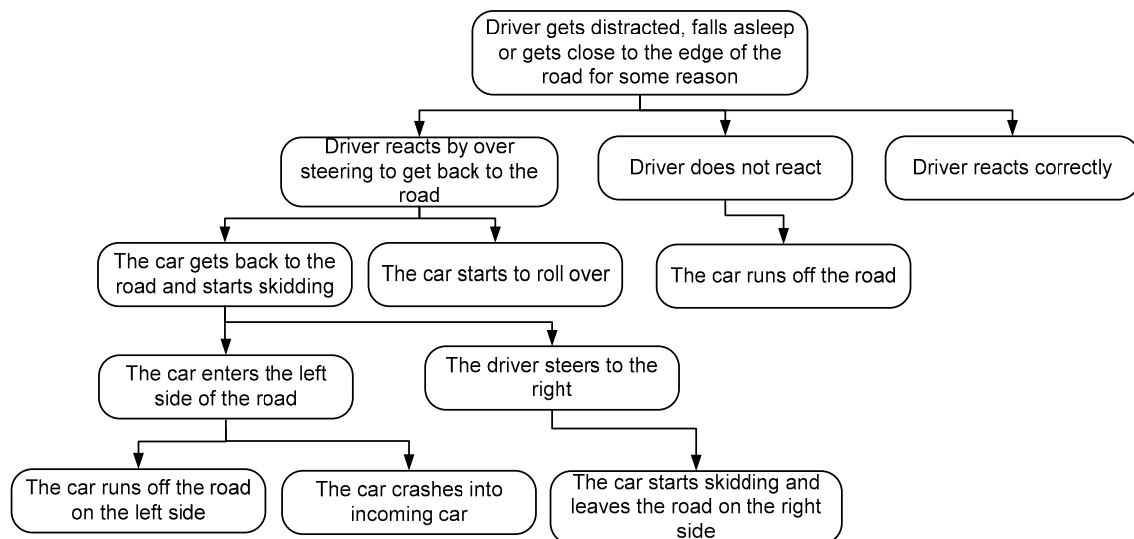 Driver gets distracted, falls asleep
or gets close to the edge of the
road for some reason
Driver reacts by over
steering to get back to the
road
Driver does not react
Driver reacts correctly
The car gets back to the
road and starts skidding
The car starts to roll over
The car runs off the road
The car enters the left
side of the road
The driver steers to the
right
The car runs off the road
on the left side
The car crashes into
incoming car
The car starts skidding and
leaves the road on the right
side